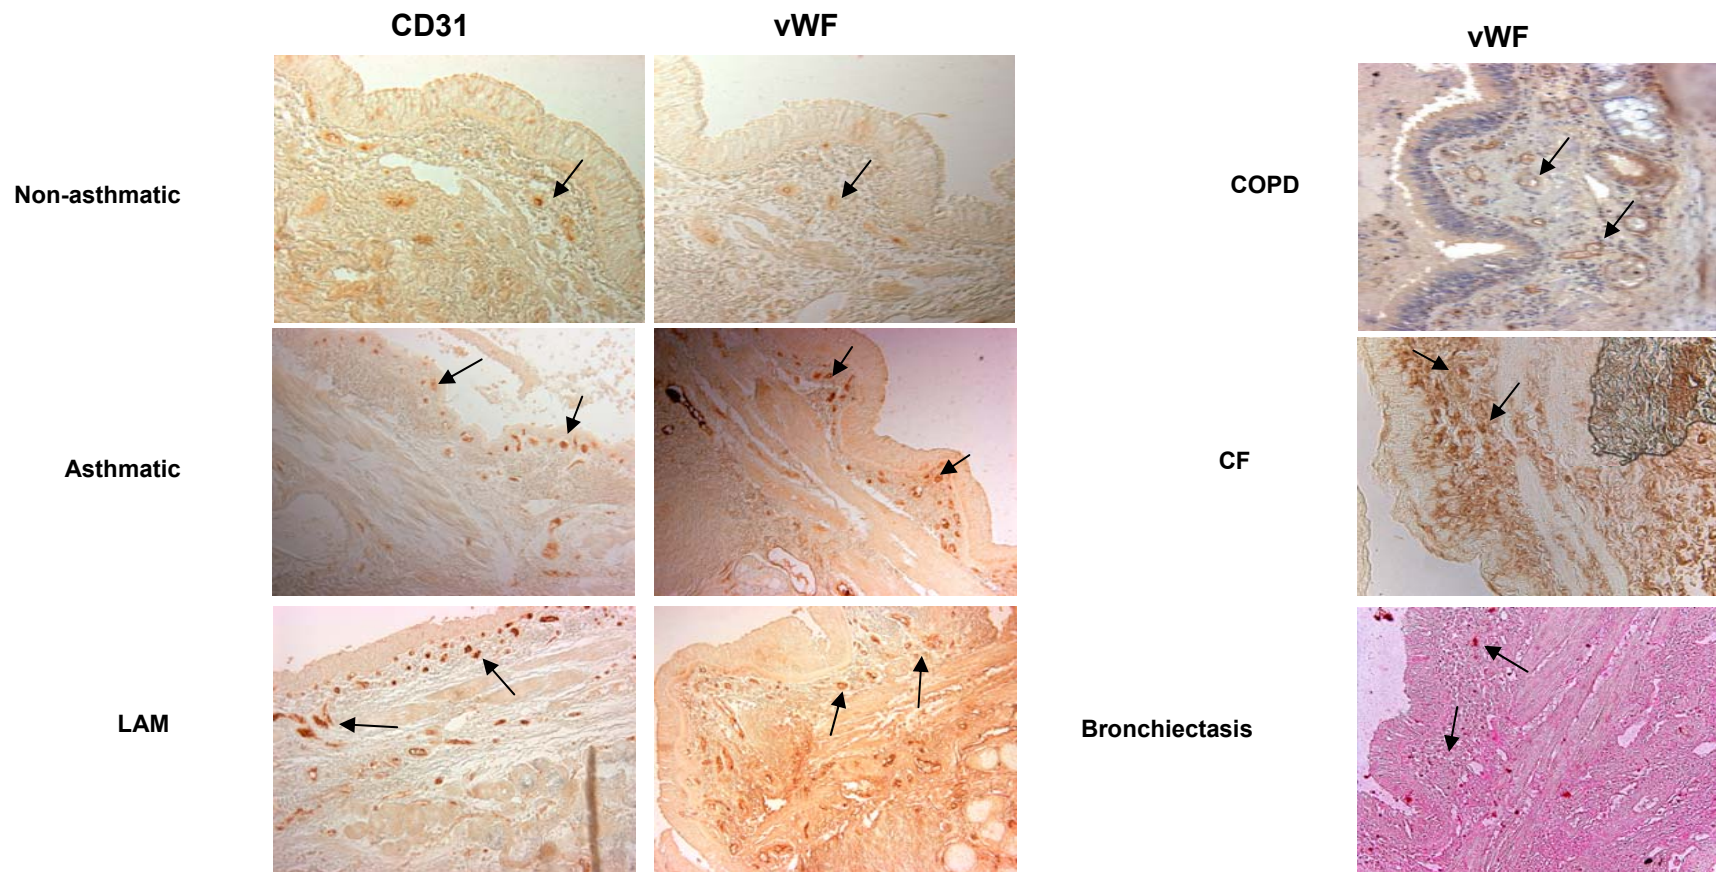 CD31
vWF
vWF
Non-asthmatic
COPD
Asthmatic
CF
LAM
Bronchiectasis